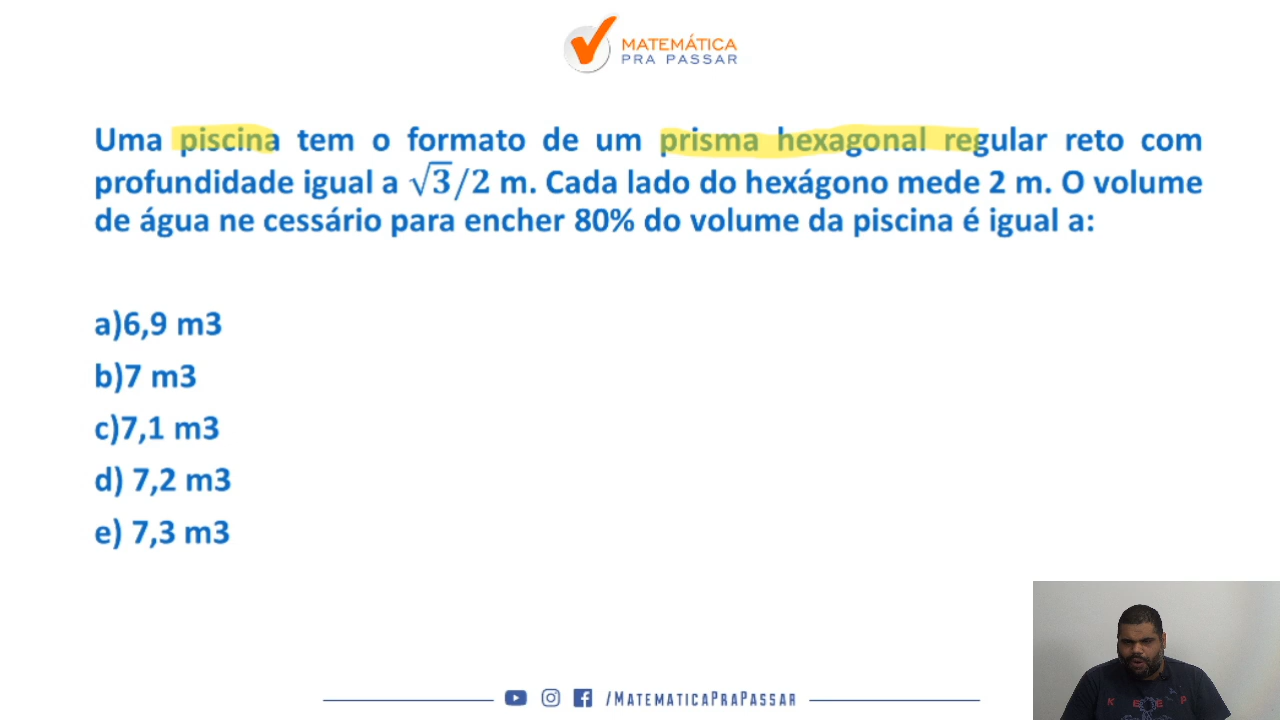 MATEMÁTICA
PRA PASSAR
Uma piscina tem o formato de um prisma hexagonal regular reto com
profundidade igual a √3/2 m. Cada lado do hexágono mede 2 m. O volume
de água ne cessário para encher 80% do volume da piscina é igual a:
a)6,9 m3
b)7 m3
c)7,1 m3
d) 7,2 m3
e) 7,3 m3
/MATEMATICAPRAPASSAR
K E E P